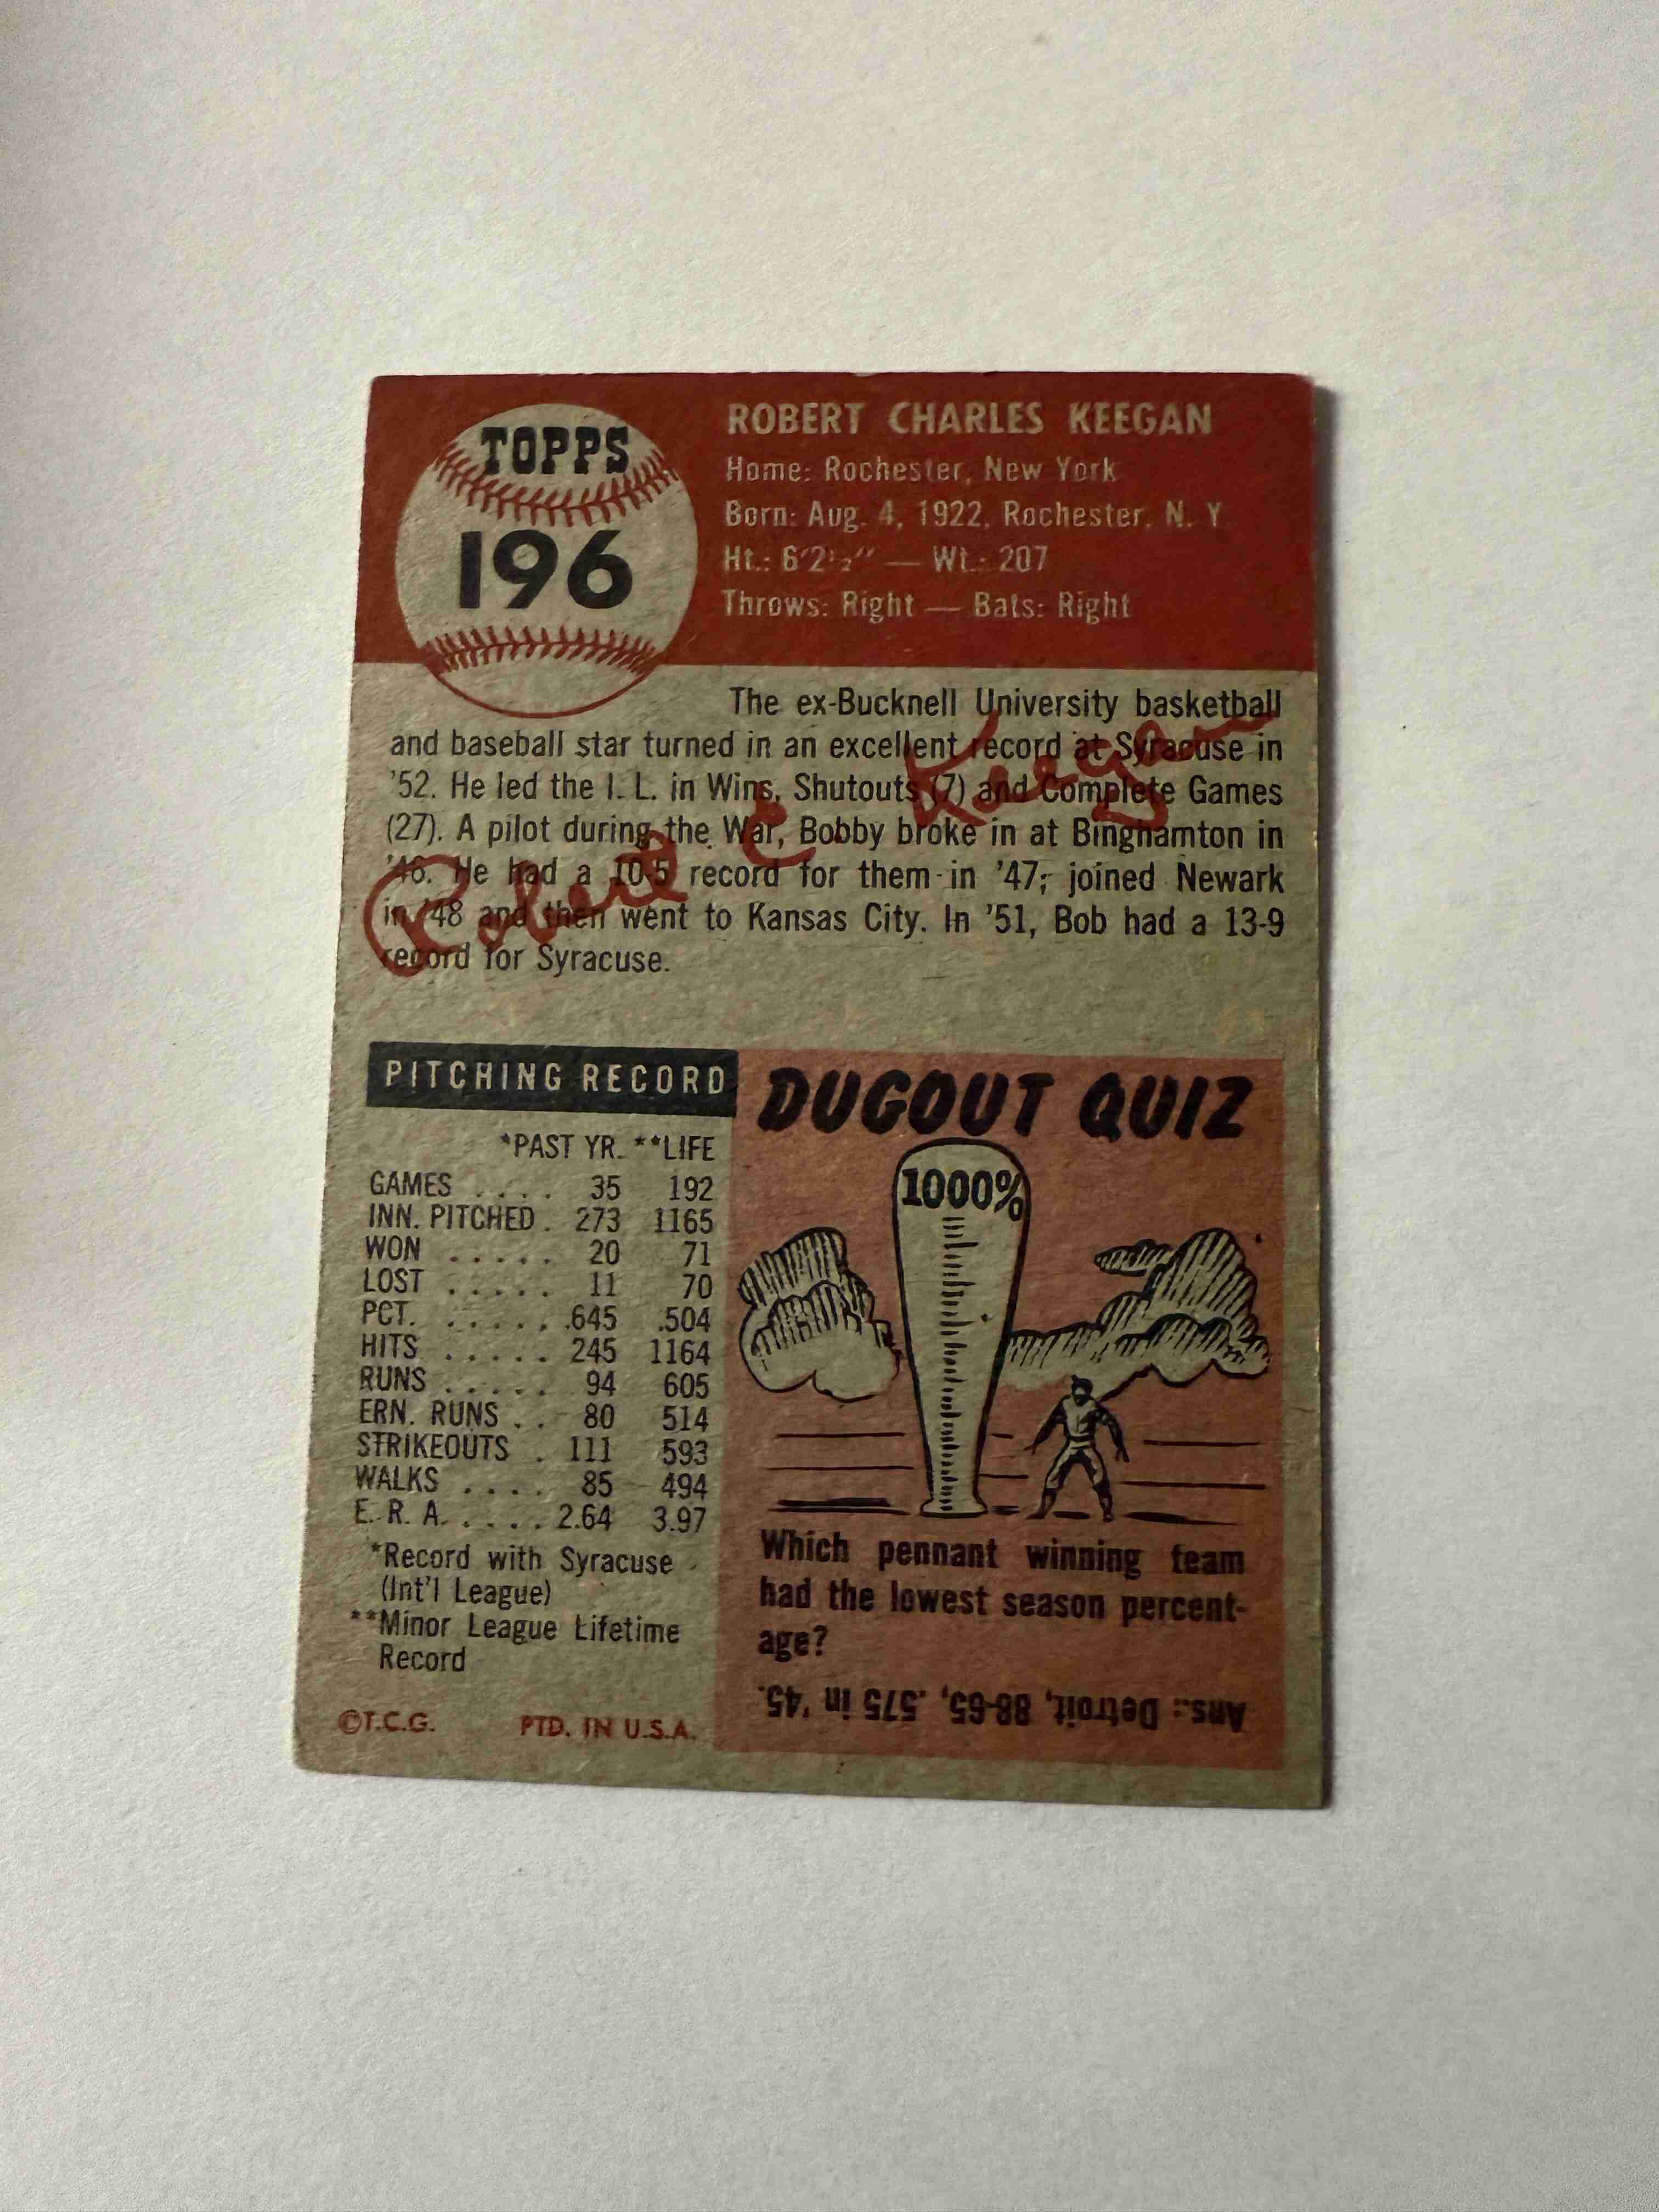 TOPPS
196
ROBERT CHARLES KEEGAN
Home: Rochester, New York
Born: Aug. 4, 1922, Rochester, N. Y
Ht.: 6'2½" — Wt.: 207
Throws: Right — Bats: Right
The ex-Bucknell University basketball
and baseball star turned in an excellent record at Syracuse in
'52. He led the I. L. in Wins, Shutouts (7) and Complete Games
(27). A pilot during the War, Bobby broke in at Binghamton in
'46. He had a 10-5 record for them in '47; joined Newark
in '48 and then went to Kansas City. In '51, Bob had a 13-9
record for Syracuse.
Robert C. Keegan
PITCHING RECORD
*PAST YR. **LIFE
GAMES . . . . 35 192
INN. PITCHED . 273 1165
WON . . . . . 20 71
LOST . . . . . 11 70
PCT. . . . . . .645 .504
HITS . . . . . 245 1164
RUNS . . . . . 94 605
ERN. RUNS . . 80 514
STRIKEOUTS . 111 593
WALKS . . . . 85 494
E. R. A. . . . . 2.64 3.97
*Record with Syracuse
(Int'l League)
**Minor League Lifetime
Record
©T.C.G. PTD. IN U.S.A.
DUGOUT QUIZ
1000%
Which pennant winning team
had the lowest season percent-
age?
Ans.: Detroit, 88-65, .575 in '45.